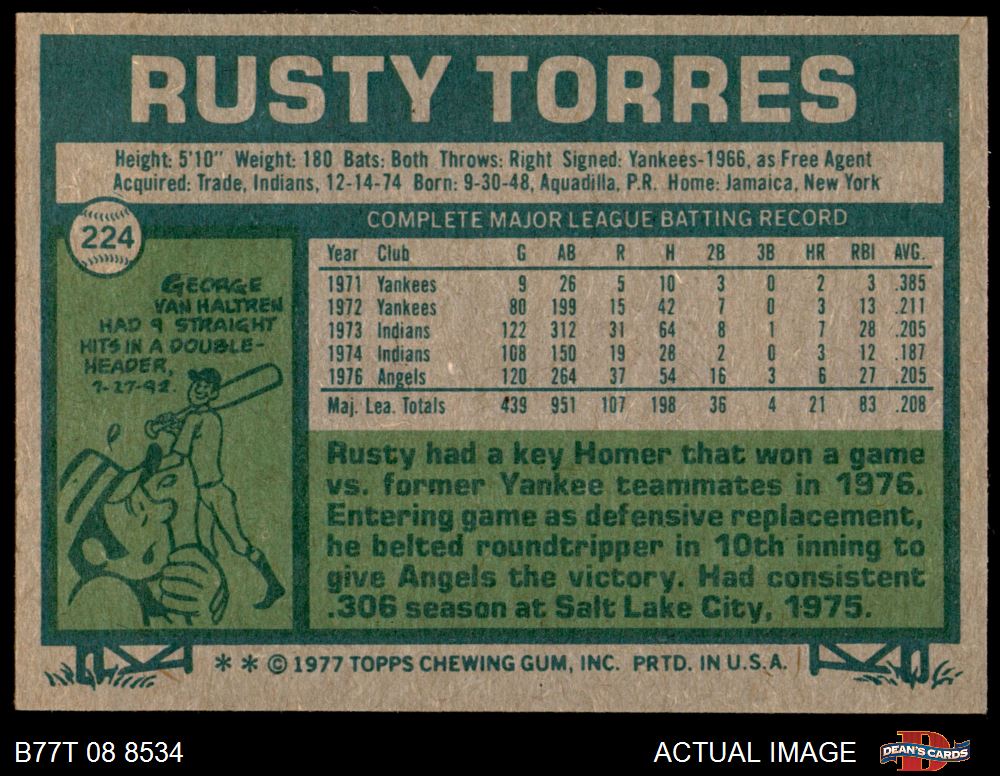 RUSTY TORRES
Height: 5'10" Weight: 180 Bats: Both Throws: Right Signed: Yankees-1966, as Free Agent
Acquired: Trade, Indians, 12-14-74 Born: 9-30-48, Aquadilla, P.R. Home: Jamaica, New York
224
COMPLETE MAJOR LEAGUE BATTING RECORD
Year Club G AB R H 2B 3B HR RBI AVG.
1971 Yankees 9 26 5 10 3 0 2 3 .385
1972 Yankees 80 199 15 42 7 0 3 13 .211
1973 Indians 122 312 31 64 8 1 7 28 .205
1974 Indians 108 150 19 28 2 0 3 12 .187
1976 Angels 120 264 37 54 16 3 6 27 .205
Maj. Lea. Totals 439 951 107 198 36 4 21 83 .208
GEORGE
VAN HALTREN
HAD 9 STRAIGHT
HITS IN A DOUBLE-
HEADER,
7-27-92.
Rusty had a key Homer that won a game
vs. former Yankee teammates in 1976.
Entering game as defensive replacement,
he belted roundtripper in 10th inning to
give Angels the victory. Had consistent
.306 season at Salt Lake City, 1975.
* * © 1977 TOPPS CHEWING GUM, INC. PRTD. IN U.S.A.
B77T 08 8534
ACTUAL IMAGE
DEAN'S CARDS